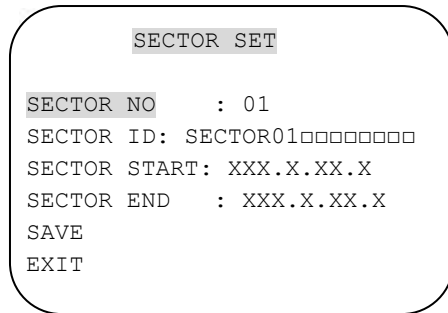 SECTOR SET
SECTOR NO : 01
SECTOR ID: SECTOR01□□□□□□□□
SECTOR START: XXX.X.XX.X
SECTOR END : XXX.X.XX.X
SAVE
EXIT